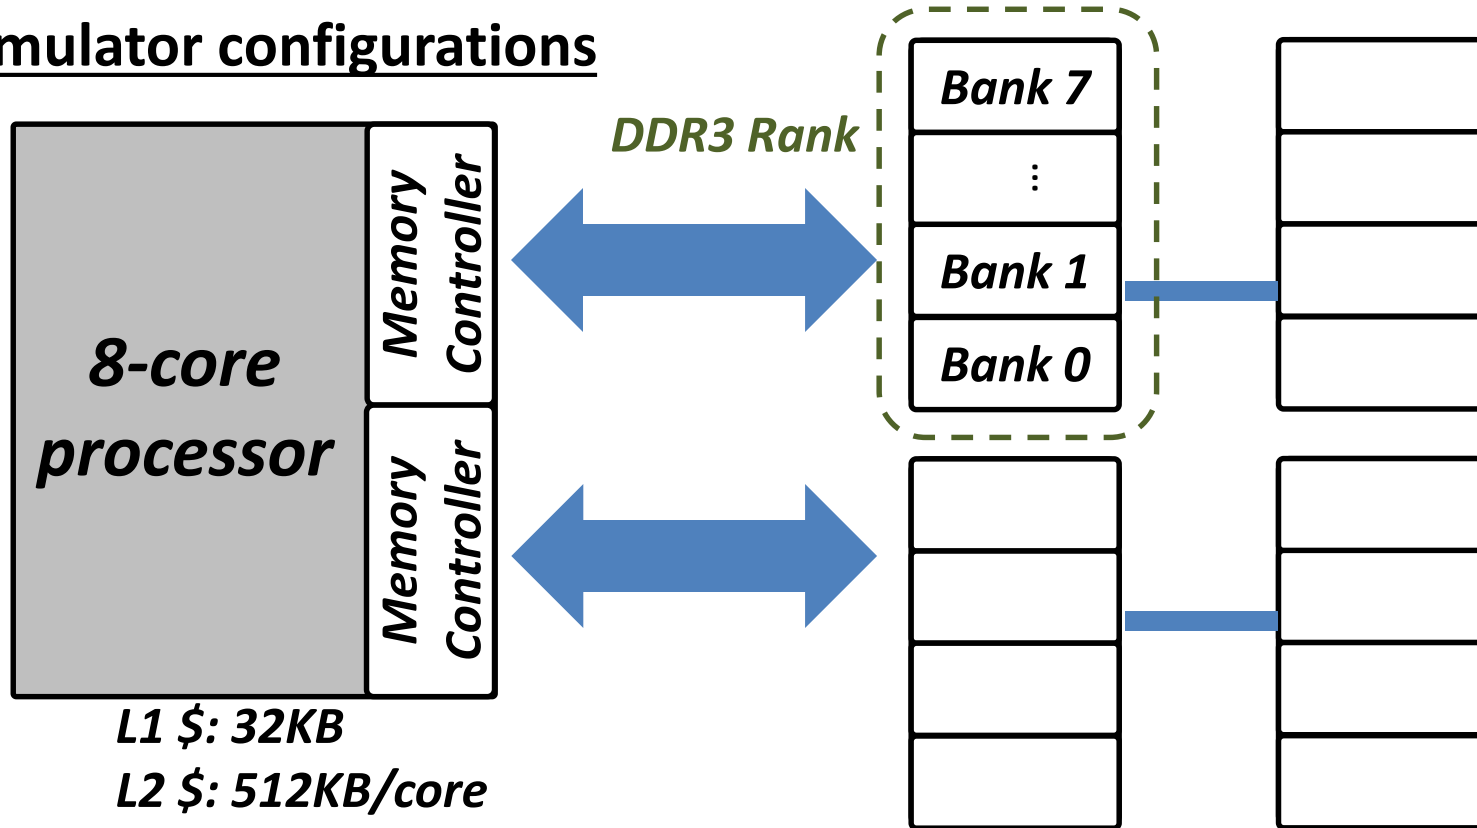 mulator configurations
DDR3 Rank
Bank 7
...
Bank 1
Bank 0
8-core
processor
Memory
Controller
Memory
Controller
L1 $: 32KB
L2 $: 512KB/core